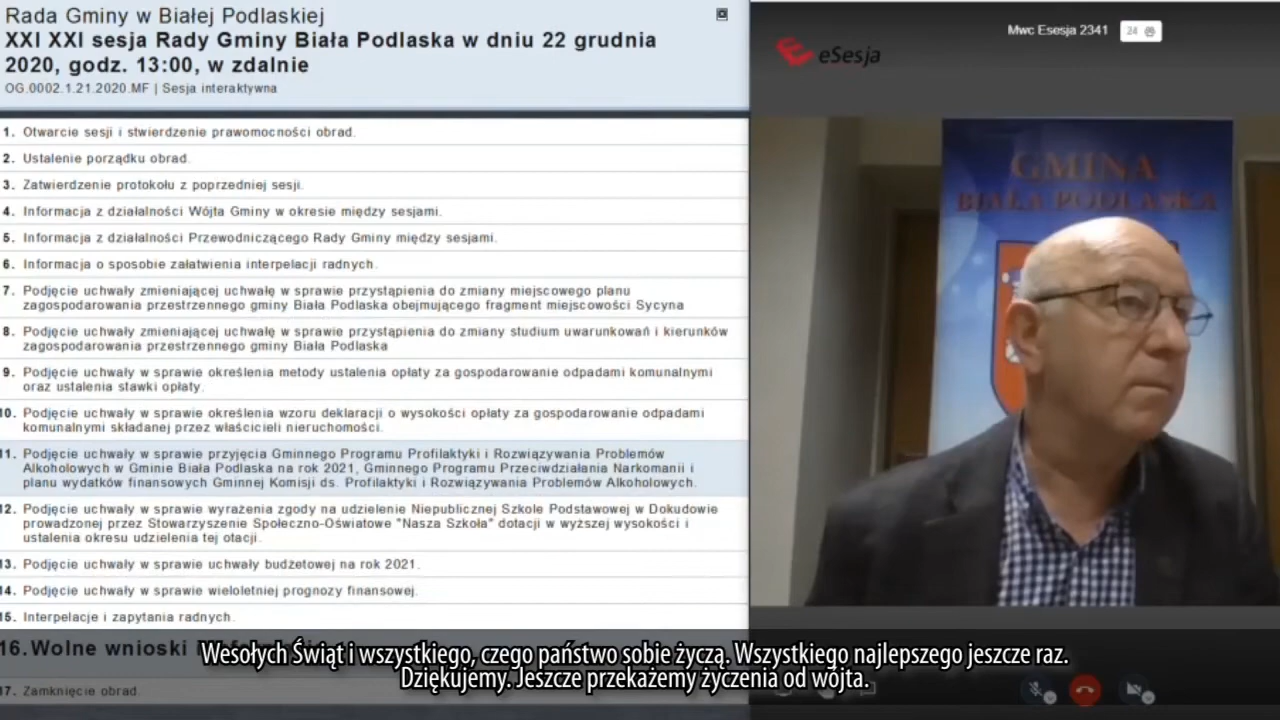 Rada Gminy w Białej Podlaskiej
XXI XXI sesja Rady Gminy Biała Podlaska w dniu 22 grudnia
2020, godz. 13:00, w zdalnie
OG.0002.1.21.2020.MF | Sesja interaktywna
1. Otwarcie sesji i stwierdzenie prawomocności obrad.
2. Ustalenie porządku obrad.
3. Zatwierdzenie protokołu z poprzedniej sesji.
4. Informacja z działalności Wójta Gminy w okresie między sesjami.
5. Informacja z działalności Przewodniczącego Rady Gminy między sesjami.
6. Informacja o sposobie załatwienia interpelacji radnych.
7. Podjęcie uchwały zmieniającej uchwałę w sprawie przystąpienia do zmiany miejscowego planu
zagospodarowania przestrzennego gminy Biała Podlaska obejmującego fragment miejscowości Sycyna
8. Podjęcie uchwały zmieniającej uchwałę w sprawie przystąpienia do zmiany studium uwarunkowań i kierunków
zagospodarowania przestrzennego gminy Biała Podlaska
9. Podjęcie uchwały w sprawie określenia metody ustalenia opłaty za gospodarowanie odpadami komunalnymi
oraz ustalenia stawki opłaty.
10. Podjęcie uchwały w sprawie określenia wzoru deklaracji o wysokości opłaty za gospodarowanie odpadami
komunalnymi składanej przez właścicieli nieruchomości.
11. Podjęcie uchwały w sprawie przyjęcia Gminnego Programu Profilaktyki i Rozwiązywania Problemów
Alkoholowych w Gminie Biała Podlaska na rok 2021, Gminnego Programu Przeciwdziałania Narkomanii i
planu wydatków finansowych Gminnej Komisji ds. Profilaktyki i Rozwiązywania Problemów Alkoholowych.
12. Podjęcie uchwały w sprawie wyrażenia zgody na udzielenie Niepublicznej Szkole Podstawowej w Dokudowie
prowadzonej przez Stowarzyszenie Społeczno-Oświatowe "Nasza Szkoła" dotacji w wyższej wysokości i
ustalenia okresu udzielenia tej otacji.
13. Podjęcie uchwały w sprawie uchwały budżetowej na rok 2021.
14. Podjęcie uchwały w sprawie wieloletniej prognozy finansowej.
15. Interpelacje i zapytania radnych.
16. Wolne wnioski
17. Zamknięcie obrad.
Mwc Esesja 2341 24
eSesja
GMINA
BIAŁA PODLASKA
Wesołych Świąt i wszystkiego, czego państwo sobie życzą. Wszystkiego najlepszego jeszcze raz.
Dziękujemy. Jeszcze przekażemy życzenia od wójta.